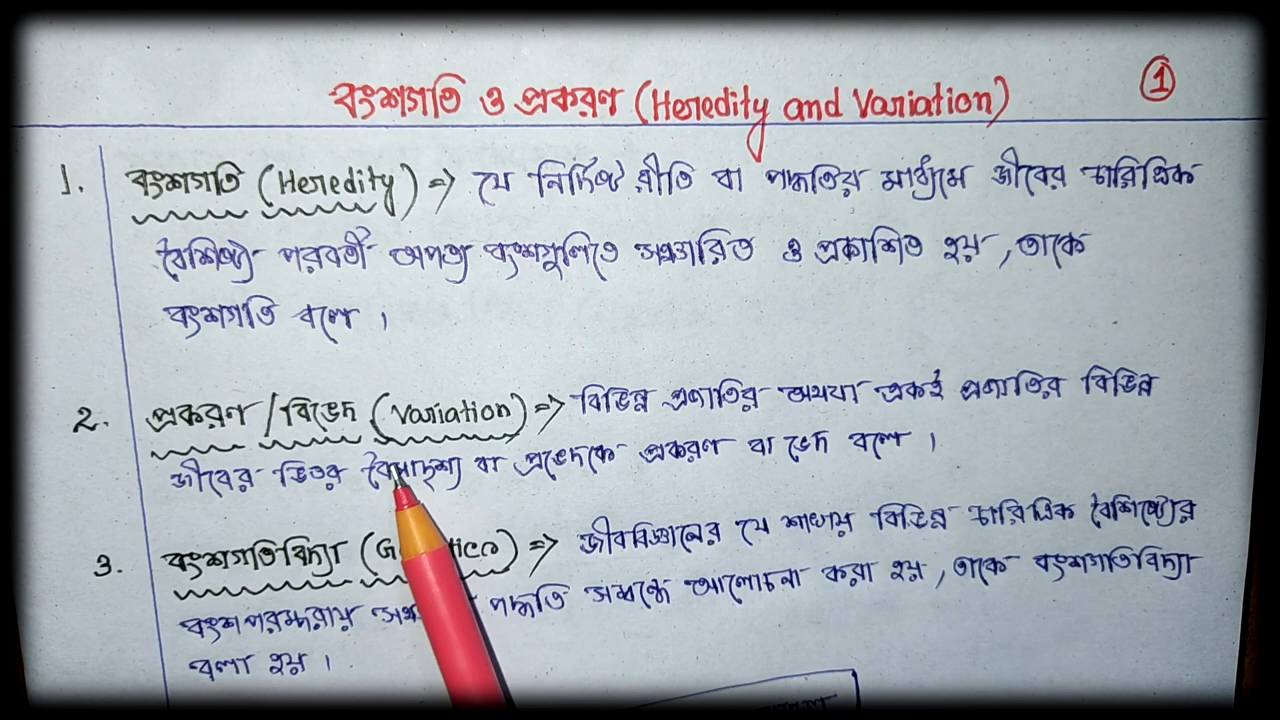 বংশগতি ও প্রকরণ (Heredity and Variation)
1
1. বংশগতি (Heredity) => যে নির্দিষ্ট রীতি বা পদ্ধতির মাধ্যমে জীবের চারিত্রিক
বৈশিষ্ট্য পরবর্তী অপত্য বংশগুলিতে সঞ্চারিত ও প্রকাশিত হয়, তাকে
বংশগতি বলে ।
2. প্রকরণ / বিভেদ (Variation) => বিভিন্ন প্রজাতির অথবা একই প্রজাতির বিভিন্ন
জীবের ভিতর বৈসাদৃশ্য বা প্রভেদকে প্রকরণ বা ভেদ বলে ।
3. বংশগতিবিদ্যা => জীববিজ্ঞানের যে শাখায় বিভিন্ন চারিত্রিক বৈশিষ্ট্যের
বংশপরম্পরায় পদ্ধতি সম্বন্ধে আলোচনা করা হয়, তাকে বংশগতিবিদ্যা
বলা হয় ।